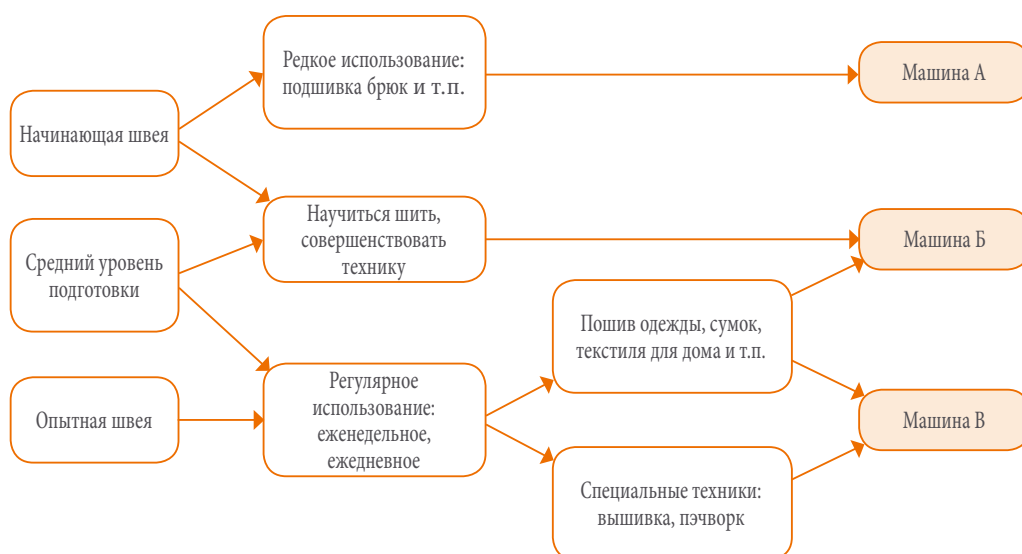 Начинающая швея
Средний уровень
подготовки
Опытная швея
Редкое использование:
подшивка брюк и т.п.
Научиться шить,
совершенствовать
технику
Регулярное
использование:
еженедельное,
ежедневное
Пошив одежды, сумок,
текстиля для дома и т.п.
Специальные техники:
вышивка, пэчворк
Машина А
Машина Б
Машина В